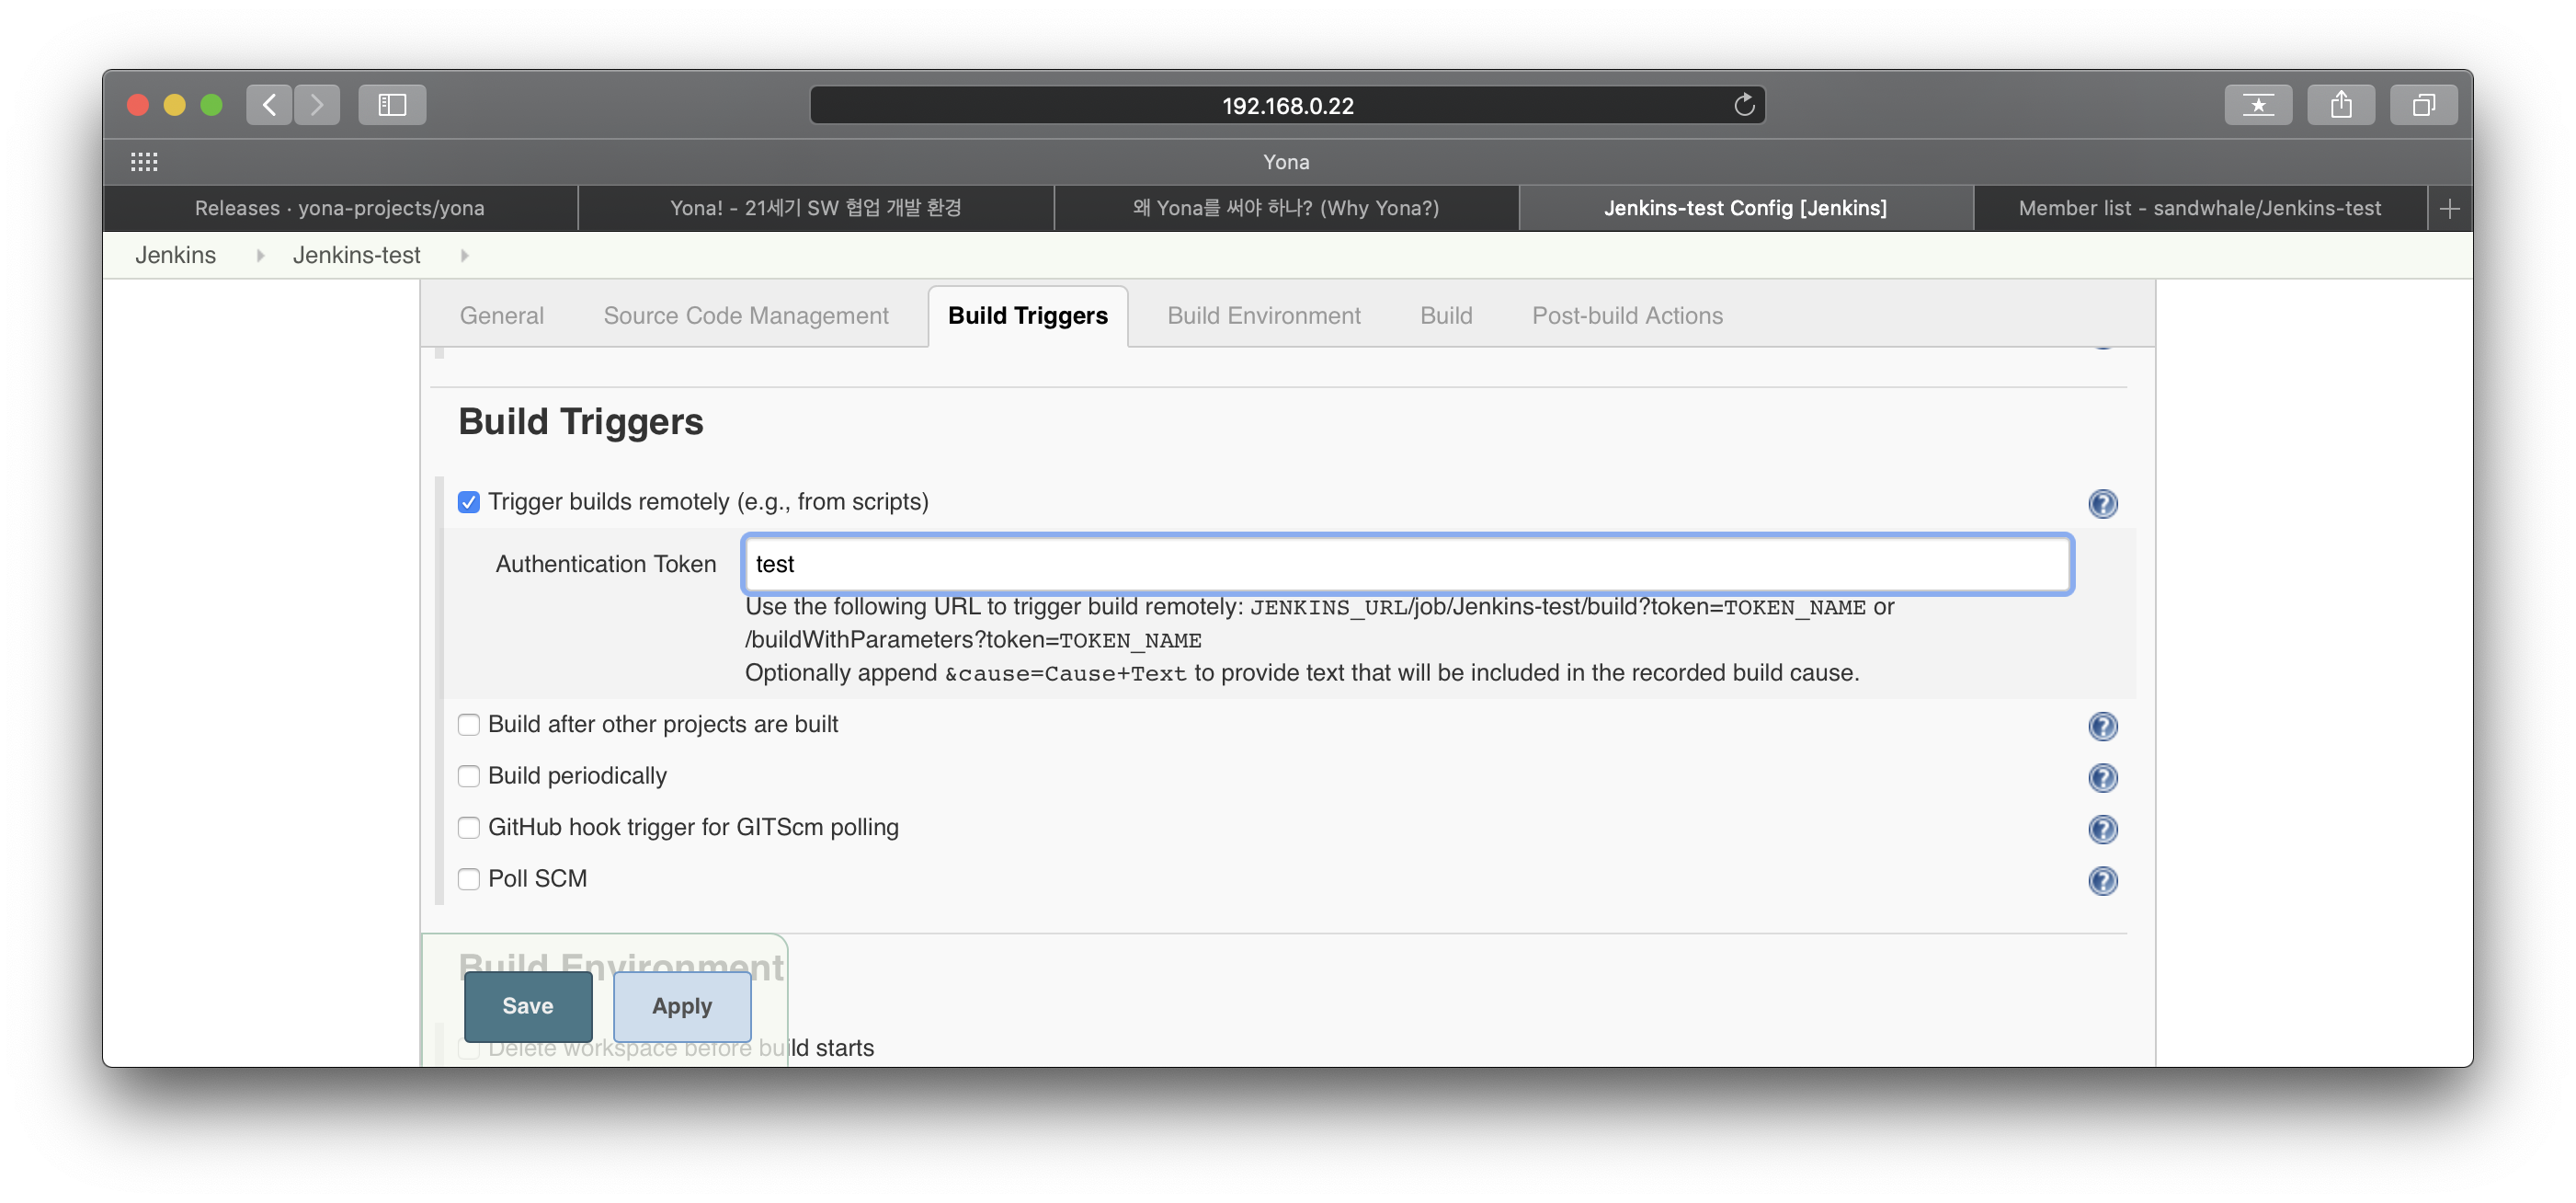 192.168.0.22
Yona
Releases · yona-projects/yona
Yona! - 21세기 SW 협업 개발 환경
왜 Yona를 써야 하나? (Why Yona?)
Jenkins-test Config [Jenkins]
Member list - sandwhale/Jenkins-test
Jenkins
Jenkins-test
General
Source Code Management
Build Triggers
Build Environment
Build
Post-build Actions
Build Triggers
Trigger builds remotely (e.g., from scripts)
Authentication Token
test
Use the following URL to trigger build remotely: JENKINS_URL/job/Jenkins-test/build?token=TOKEN_NAME or
/buildWithParameters?token=TOKEN_NAME
Optionally append &cause=Cause+Text to provide text that will be included in the recorded build cause.
Build after other projects are built
Build periodically
GitHub hook trigger for GITScm polling
Poll SCM
Build Environment
Save
Apply
Delete workspace before build starts